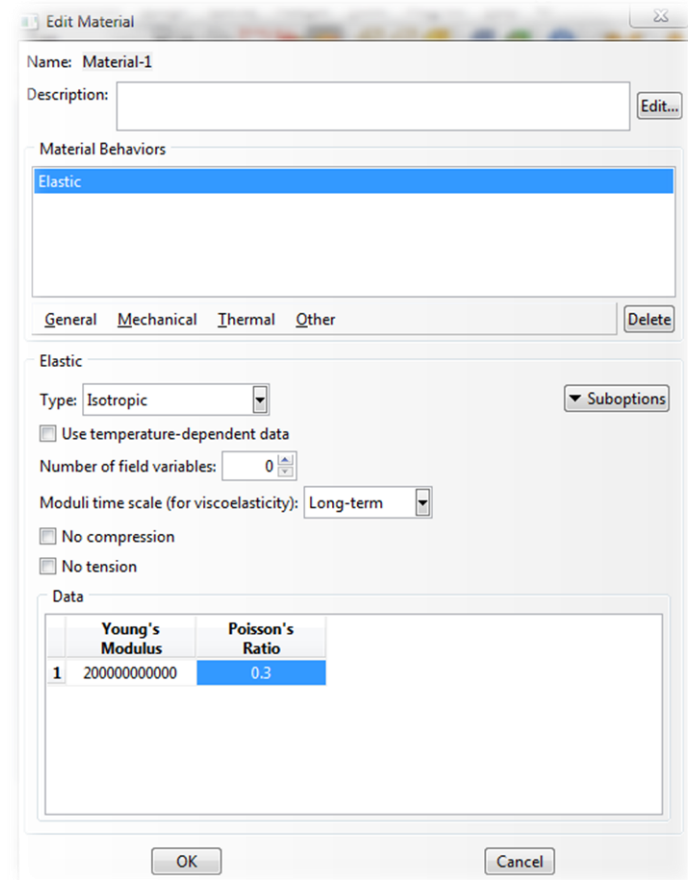 Edit Material
Name: Material-1
Description:
Edit...
Material Behaviors
Elastic
General Mechanical Thermal Other Delete
Elastic
Type: Isotropic Suboptions
Use temperature-dependent data
Number of field variables: 0
Moduli time scale (for viscoelasticity): Long-term
No compression
No tension
Data
Young's Poisson's
Modulus Ratio
1 200000000000 0.3
OK Cancel